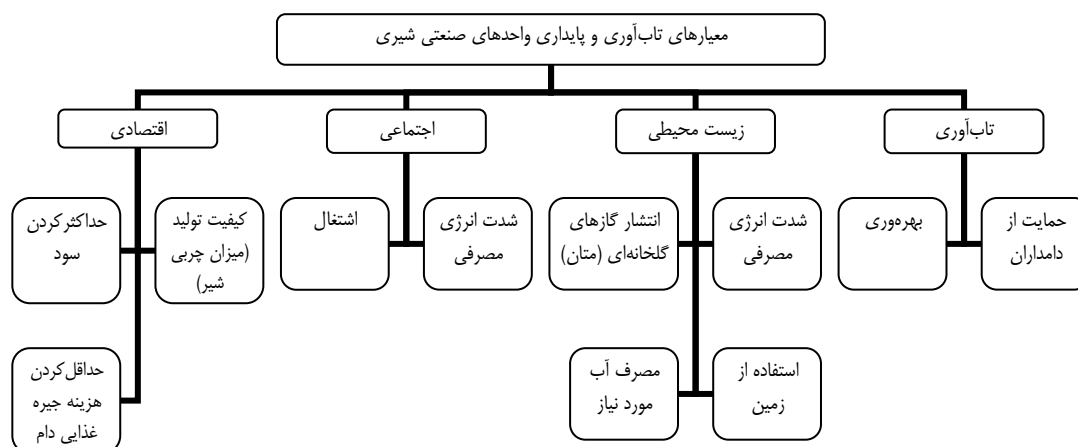 معیارهای تاب‌آوری و پایداری واحدهای صنعتی شیری
تاب‌آوری
زیست محیطی
اجتماعی
اقتصادی
حمایت از
دامداران
بهره‌وری
شدت انرژی
مصرفی
انتشار گازهای
گلخانه‌ای (متان)
شدت انرژی
مصرفی
اشتغال
کیفیت تولید
(میزان چربی
شیر)
حداکثرکردن
سود
استفاده از
زمین
مصرف آب
مورد نیاز
حداقل‌کردن
هزینه جیره
غذایی دام